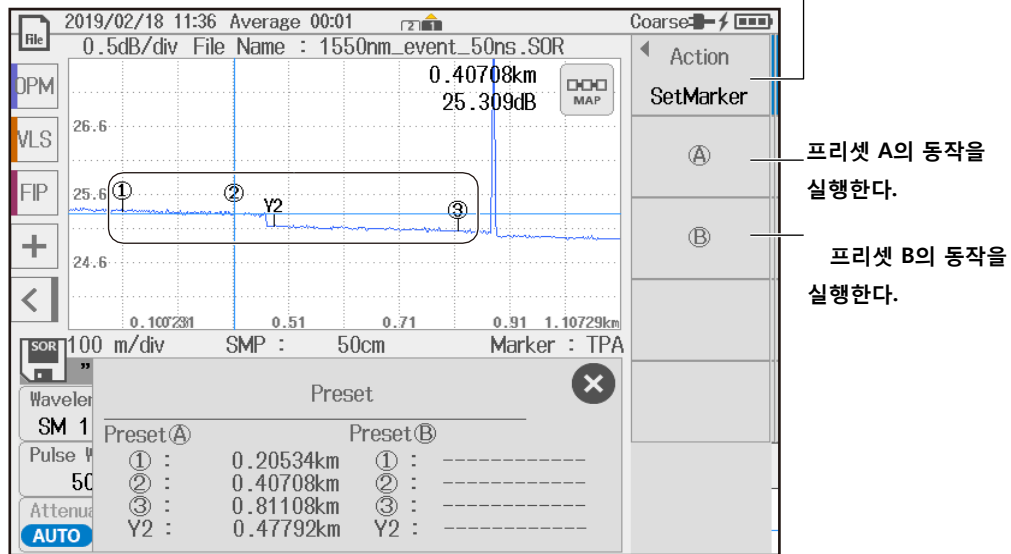 2019/02/18 11:36 Average 00:01 2 1 Coarse
File
0.5dB/div File Name : 1550nm_event_50ns.SOR
Action
SetMarker
0.40708km
25.309dB
MAP
OPM
VLS
FIP
26.6
25.6
24.6
① ② Y2 ③
Ⓐ
프리셋 A의 동작을
실행한다.
Ⓑ
프리셋 B의 동작을
실행한다.
0.51 0.71 0.91 1.10729km
SOR
100 m/div SMP : 50cm Marker : TPA
"
Preset
SM 1
50
AUTO
PresetⒶ PresetⒷ
① : 0.20534km ① : ------------
② : 0.40708km ② : ------------
③ : 0.81108km ③ : ------------
Y2 : 0.47792km Y2 : ------------